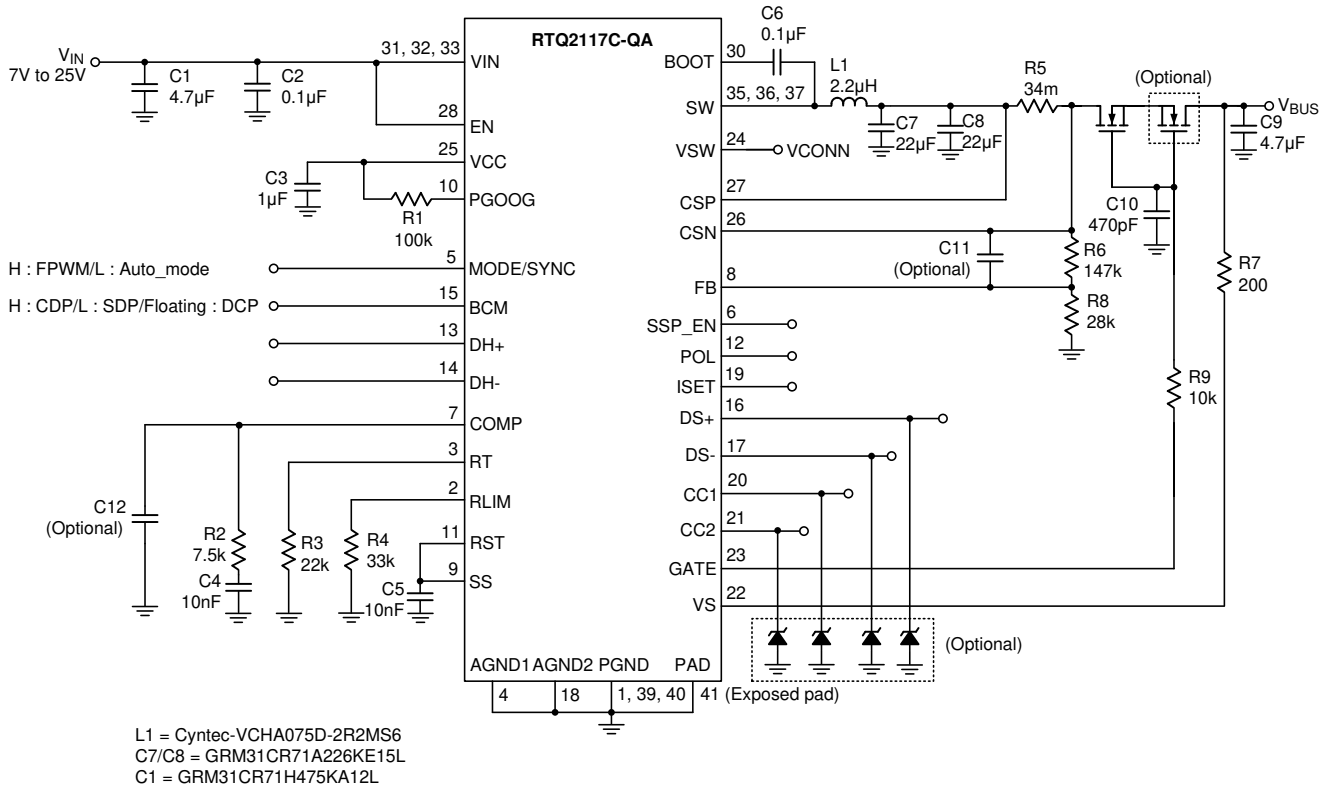 RTQ2117C-QA
VIN
7V to 25V
C1
4.7µF
C2
0.1µF
31, 32, 33
VIN
28
EN
25
VCC
C3
1µF
10
PGOOG
R1
100k
H : FPWM/L : Auto_mode
5
MODE/SYNC
H : CDP/L : SDP/Floating : DCP
15
BCM
13
DH+
14
DH-
7
COMP
3
RT
2
RLIM
11
RST
9
SS
C12
(Optional)
R2
7.5k
C4
10nF
R3
22k
R4
33k
C5
10nF
AGND1
AGND2
PGND
PAD
4
18
1, 39, 40
41 (Exposed pad)
BOOT
30
C6
0.1µF
SW
35, 36, 37
L1
2.2µH
C7
22µF
C8
22µF
R5
34m
(Optional)
VBUS
C9
4.7µF
VSW
24
VCONN
CSP
27
CSN
26
C10
470pF
C11
(Optional)
R6
147k
R7
200
FB
8
R8
28k
SSP_EN
6
POL
12
ISET
19
R9
10k
DS+
16
DS-
17
CC1
20
CC2
21
GATE
23
VS
22
(Optional)
L1 = Cyntec-VCHA075D-2R2MS6
C7/C8 = GRM31CR71A226KE15L
C1 = GRM31CR71H475KA12L